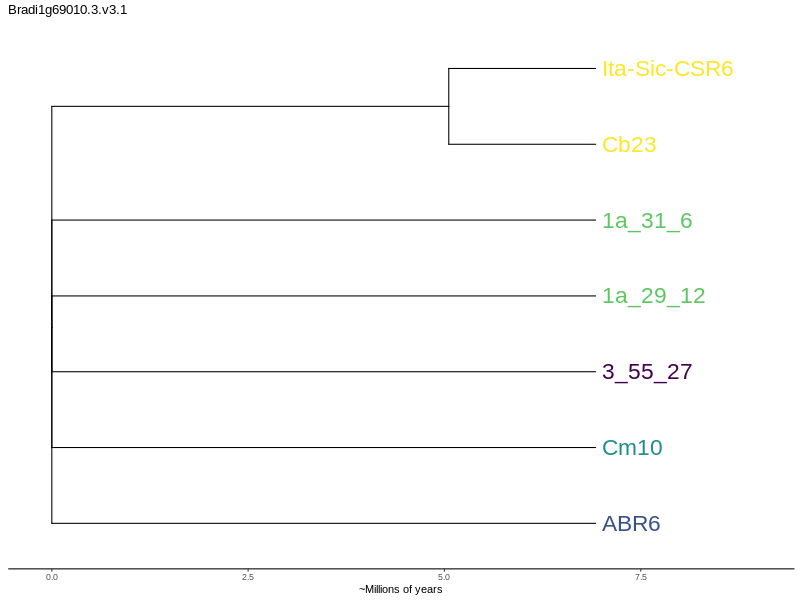 Bradi1g69010.3.v3.1
Ita-Sic-CSR6
Cb23
1a_31_6
1a_29_12
3_55_27
Cm10
ABR6
0.0 2.5 5.0 7.5
~Millions of years